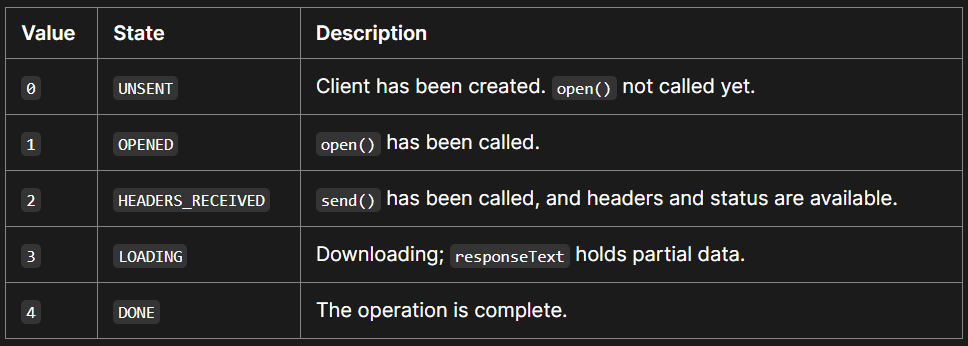 Value State Description
0 UNSENT Client has been created. open() not called yet.
1 OPENED open() has been called.
2 HEADERS_RECEIVED send() has been called, and headers and status are available.
3 LOADING Downloading; responseText holds partial data.
4 DONE The operation is complete.